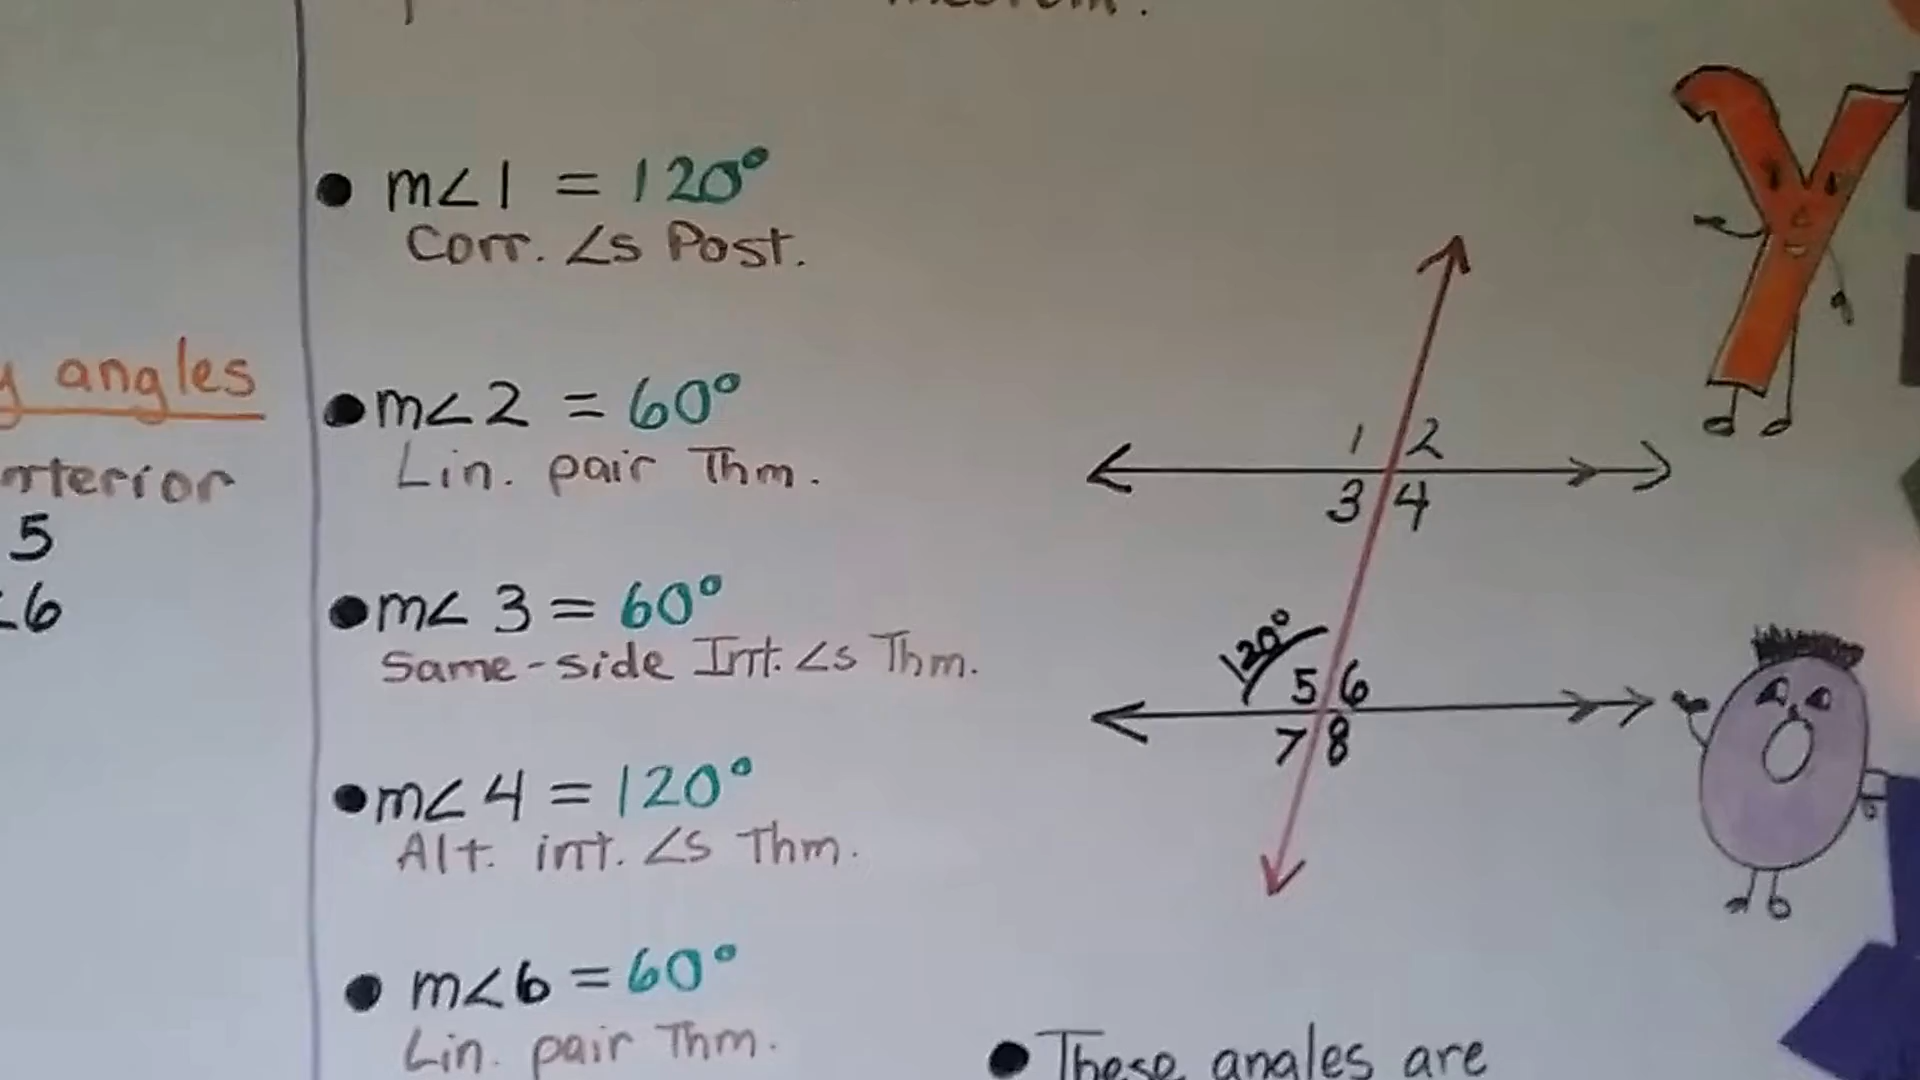 m∠1 = 120°
Corr. ∠s Post.
m∠2 = 60°
Lin. pair Thm.
m∠3 = 60°
Same-side Int. ∠s Thm.
m∠4 = 120°
Alt. int. ∠s Thm.
m∠6 = 60°
Lin. pair Thm.
angles
5
∠6
1 2
3 4
120°
5 6
7 8
These angles are